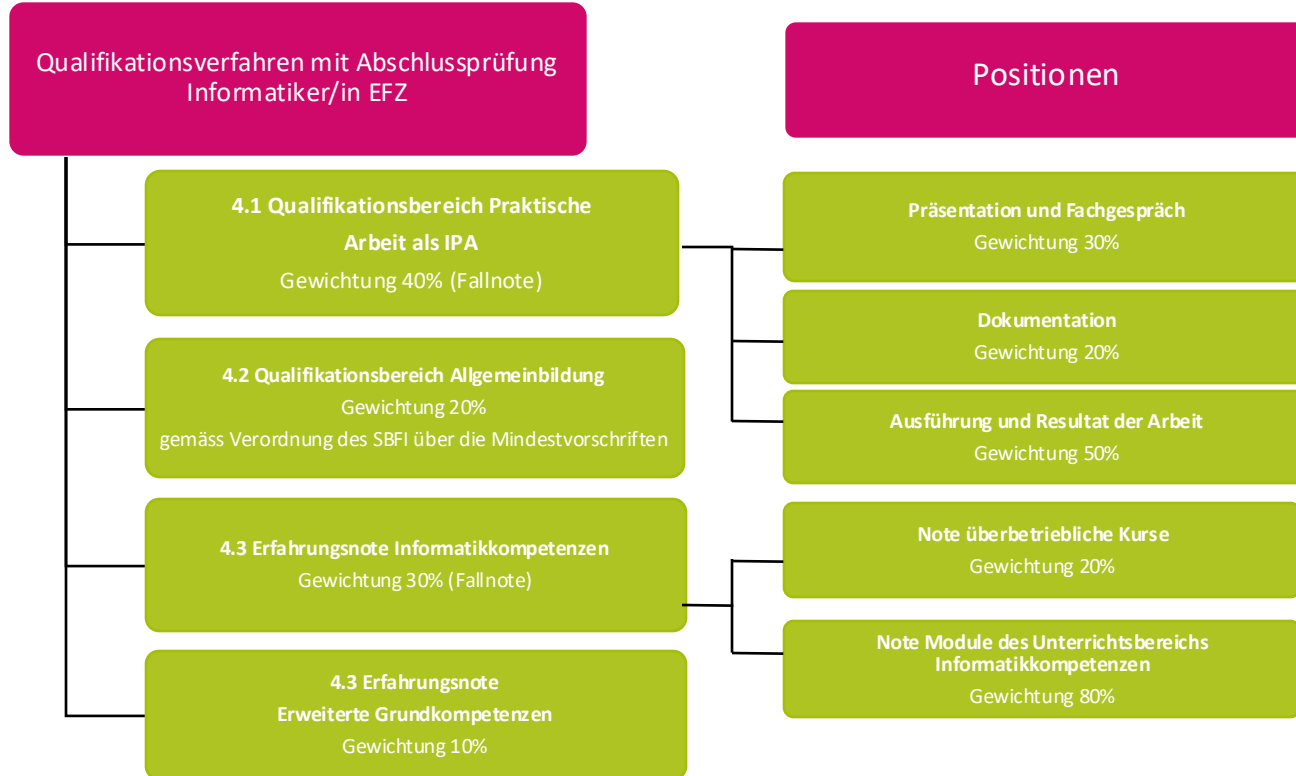 Qualifikationsverfahren mit Abschlussprüfung
Informatiker/in EFZ
Positionen
4.1 Qualifikationsbereich Praktische
Arbeit als IPA
Gewichtung 40% (Fallnote)
Präsentation und Fachgespräch
Gewichtung 30%
Dokumentation
Gewichtung 20%
Ausführung und Resultat der Arbeit
Gewichtung 50%
4.2 Qualifikationsbereich Allgemeinbildung
Gewichtung 20%
gemäss Verordnung des SBFI über die Mindestvorschriften
4.3 Erfahrungsnote Informatikkompetenzen
Gewichtung 30% (Fallnote)
Note überbetriebliche Kurse
Gewichtung 20%
Note Module des Unterrichtsbereichs
Informatikkompetenzen
Gewichtung 80%
4.3 Erfahrungsnote
Erweiterte Grundkompetenzen
Gewichtung 10%